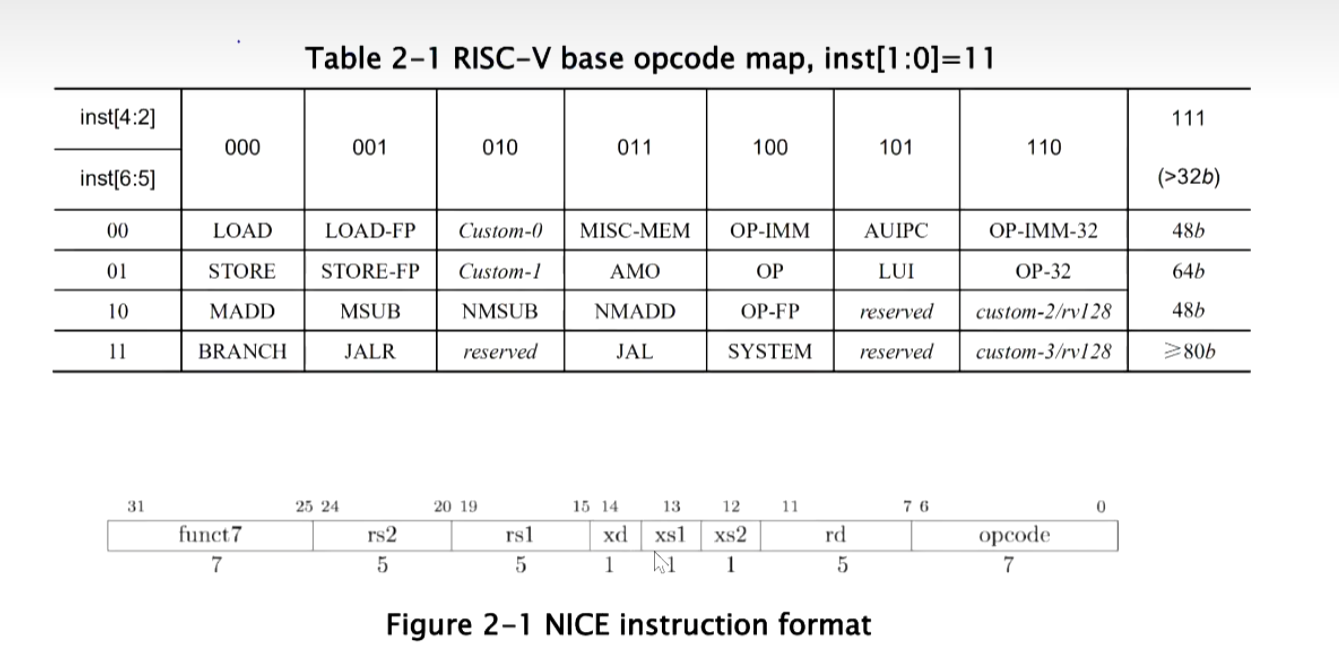 Table 2-1 RISC-V base opcode map, inst[1:0]=11
inst[4:2] 111
000 001 010 011 100 101 110
inst[6:5] (>32b)
00 LOAD LOAD-FP Custom-0 MISC-MEM OP-IMM AUIPC OP-IMM-32 48b
01 STORE STORE-FP Custom-1 AMO OP LUI OP-32 64b
10 MADD MSUB NMSUB NMADD OP-FP reserved custom-2/rv128 48b
11 BRANCH JALR reserved JAL SYSTEM reserved custom-3/rv128 ⩾80b
31 25 24 20 19 15 14 13 12 11 7 6 0
funct7 rs2 rs1 xd xs1 xs2 rd opcode
7 5 5 1 1 1 5 7
Figure 2-1 NICE instruction format